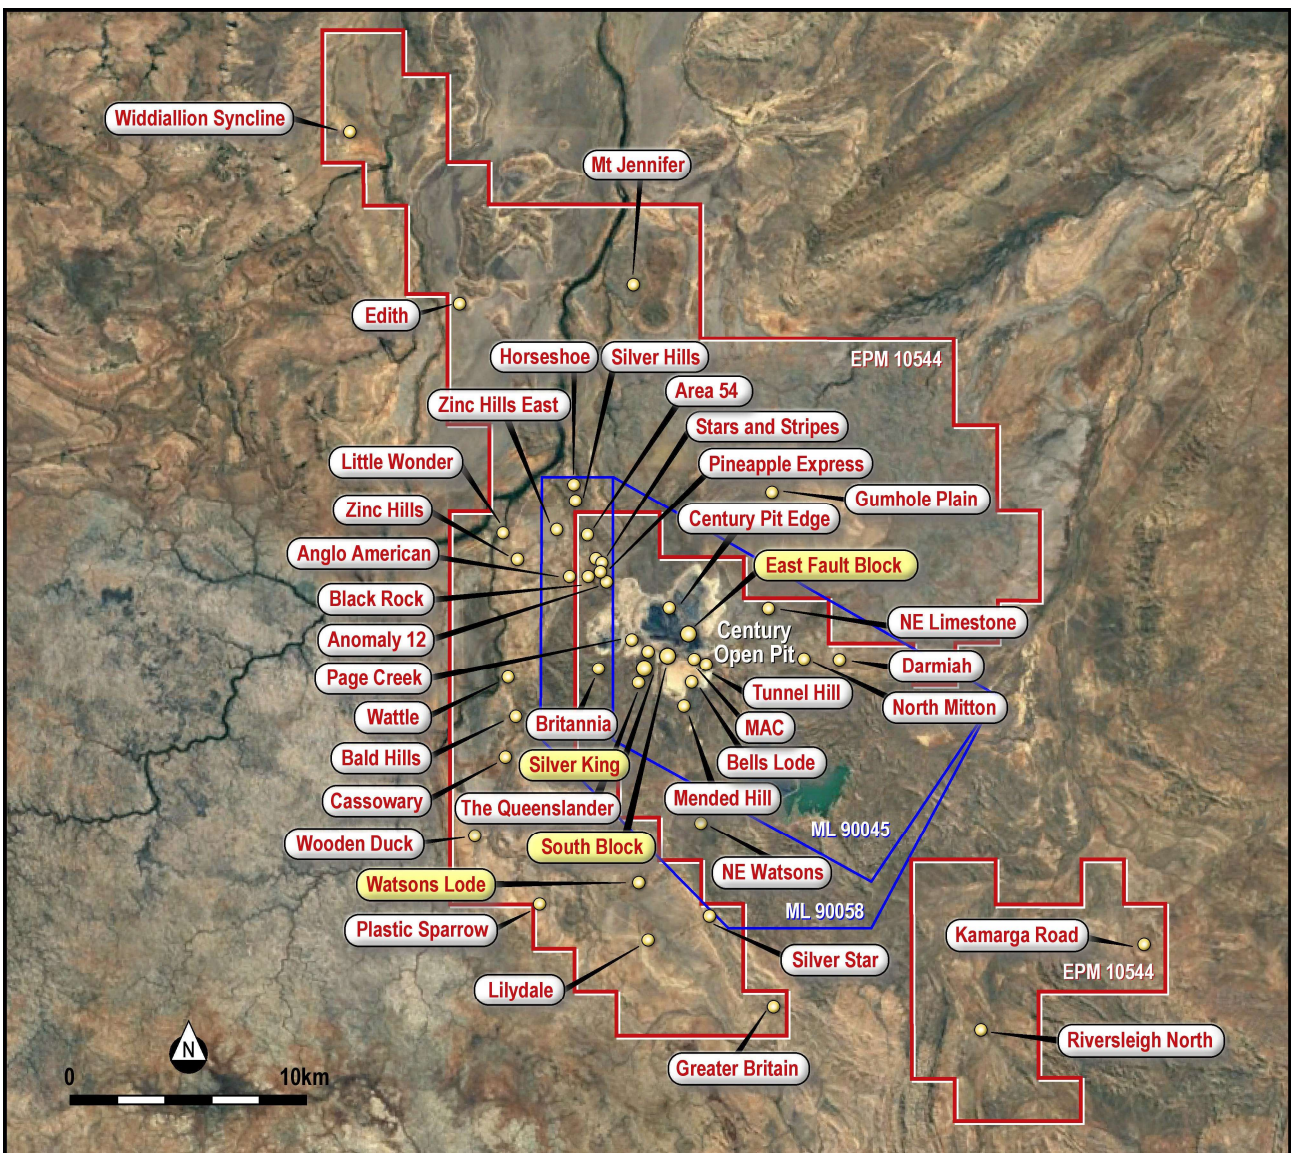 Widdiallion Syncline
Mt Jennifer
Edith
Horseshoe
Silver Hills
EPM 10544
Area 54
Zinc Hills East
Stars and Stripes
Little Wonder
Pineapple Express
Gumhole Plain
Zinc Hills
Century Pit Edge
Anglo American
East Fault Block
Black Rock
NE Limestone
Anomaly 12
Century
Open Pit
Darmiah
Page Creek
Tunnel Hill
North Mitton
Wattle
Britannia
MAC
Bald Hills
Silver King
Bells Lode
Cassowary
The Queenslander
Mended Hill
ML 90045
Wooden Duck
South Block
NE Watsons
Watsons Lode
ML 90058
Plastic Sparrow
Kamarga Road
Silver Star
EPM 10544
Lilydale
Riversleigh North
N
Greater Britain
0 10km